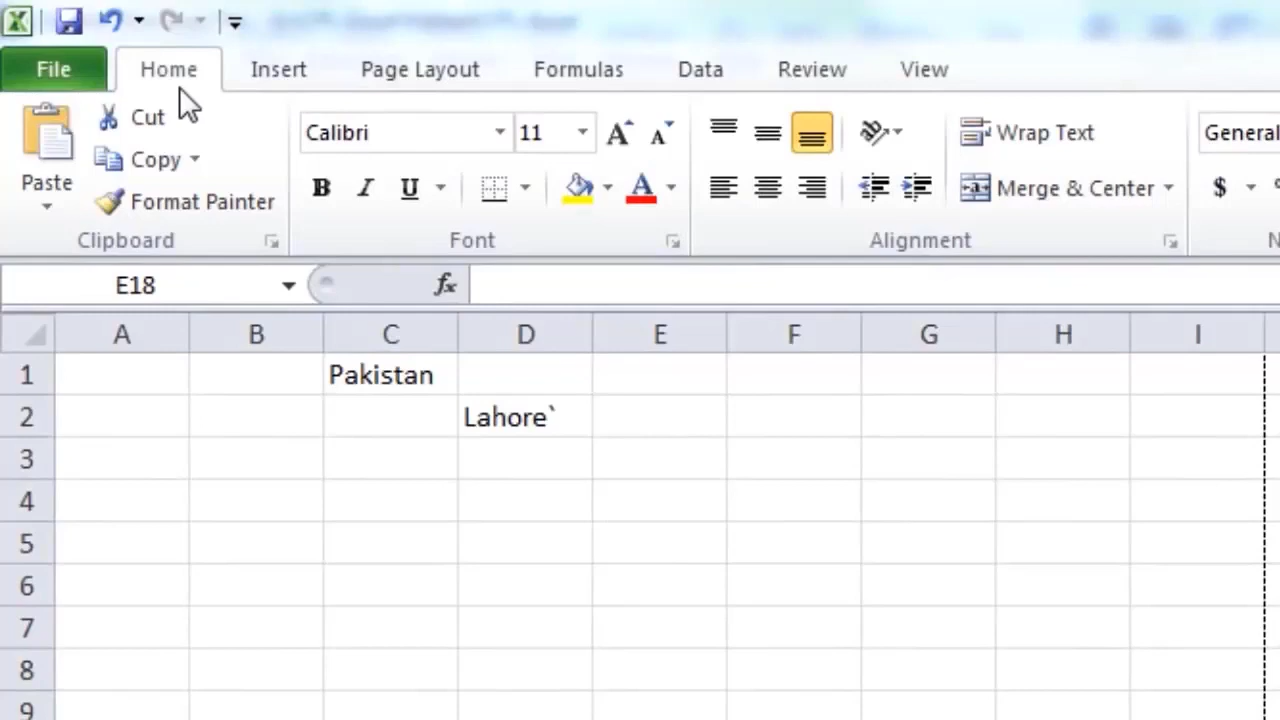 File Home Insert Page Layout Formulas Data Review View
Cut
Calibri 11 A A Wrap Text General
Copy
Paste B I U A Merge & Center $
Format Painter
Clipboard Font Alignment N
E18 fx
A B C D E F G H I
1 Pakistan
2 Lahore`
3
4
5
6
7
8
9